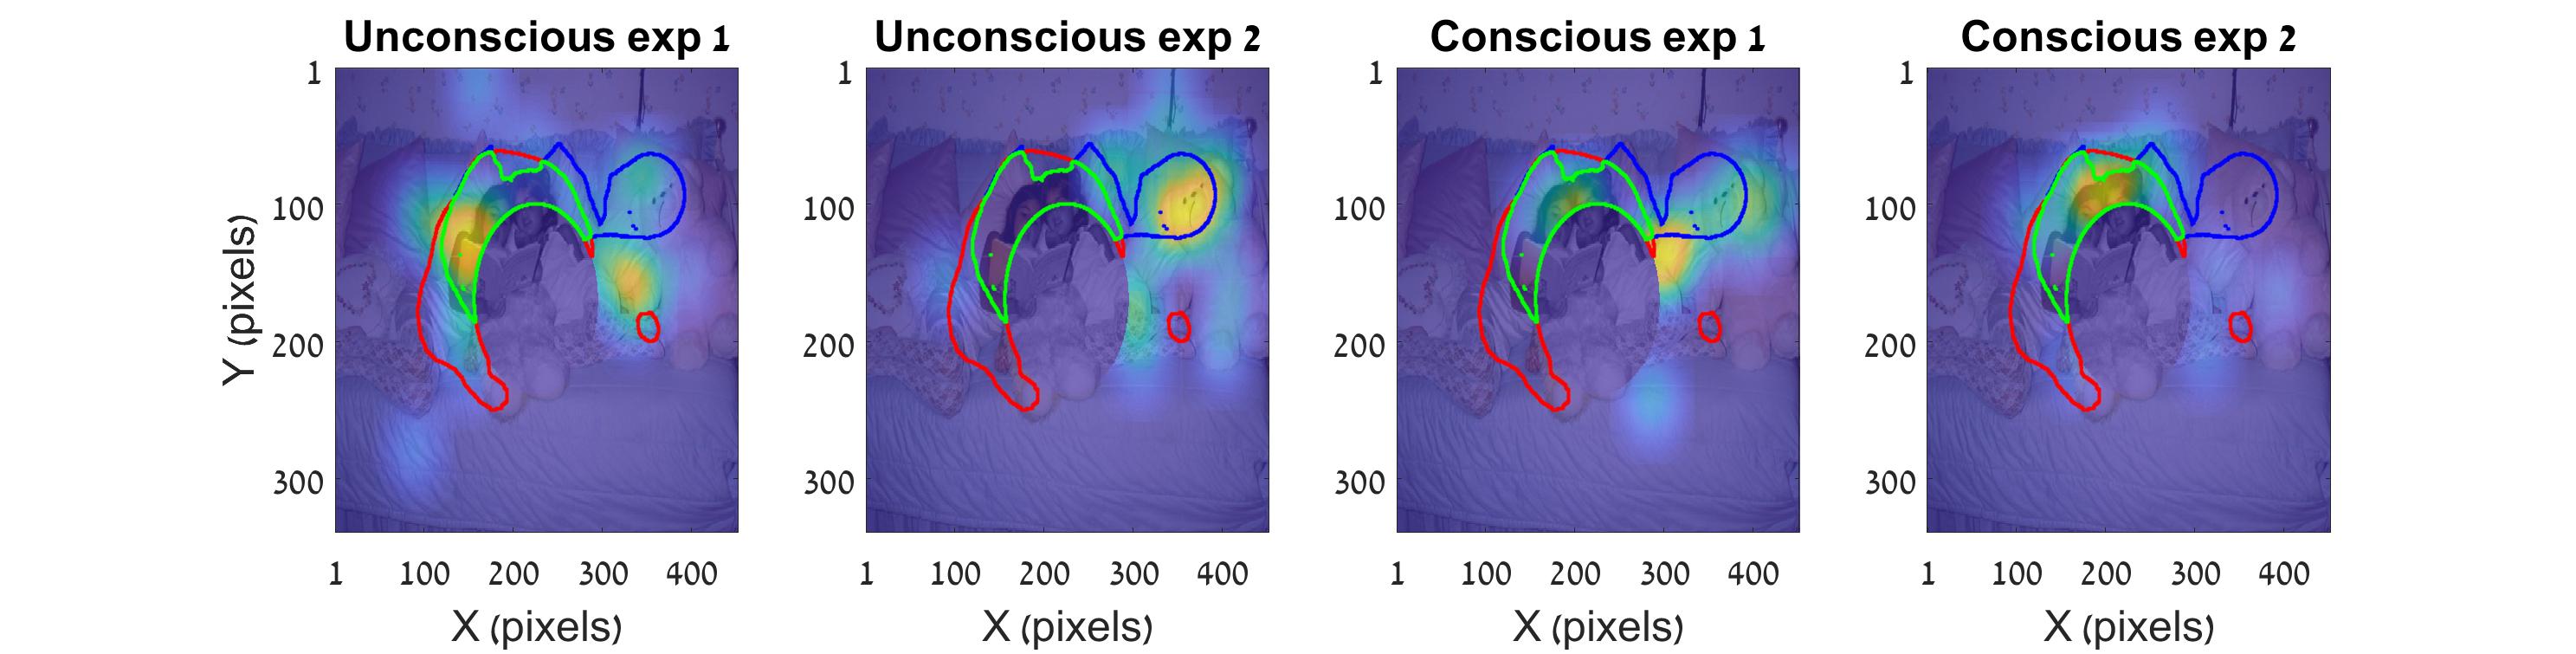 Unconscious exp 1 Unconscious exp 2 Conscious exp 1 Conscious exp 2
1 1 1 1
100 100 100 100
200 200 200 200
300 300 300 300
Y (pixels)
1 100 200 300 400 1 100 200 300 400 1 100 200 300 400 1 100 200 300 400
X (pixels) X (pixels) X (pixels) X (pixels)